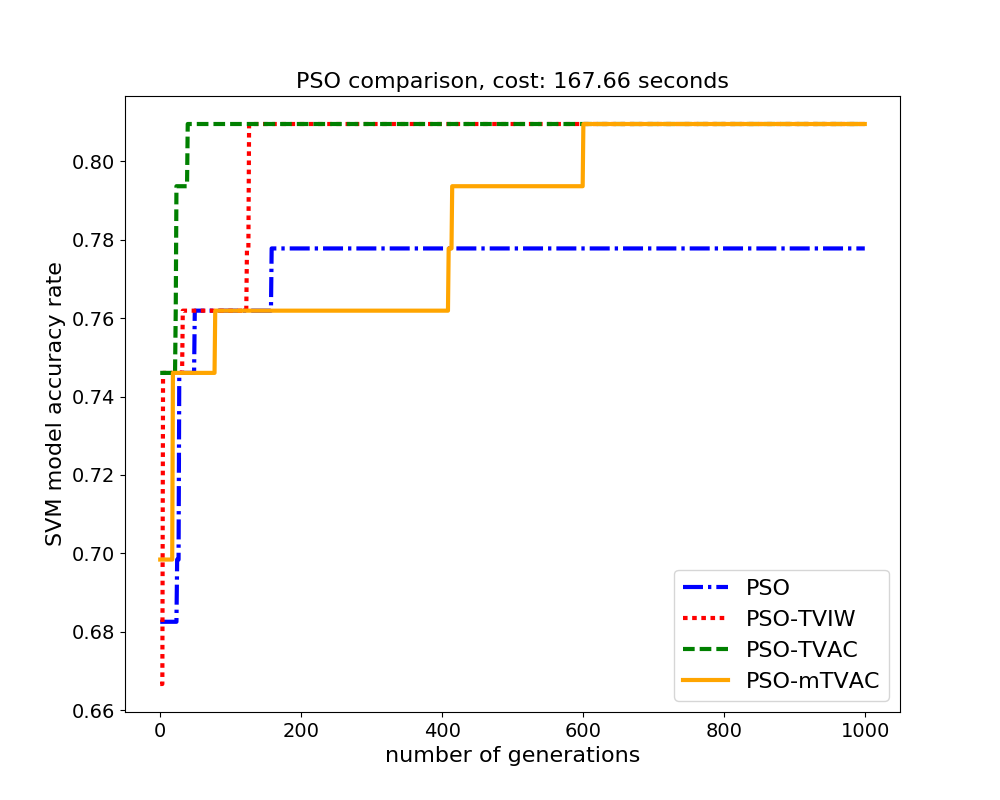 PSO comparison, cost: 167.66 seconds
SVM model accuracy rate
0.80
0.78
0.76
0.74
0.72
0.70
0.68
0.66
0 200 400 600 800 1000
number of generations
PSO
PSO-TVIW
PSO-TVAC
PSO-mTVAC